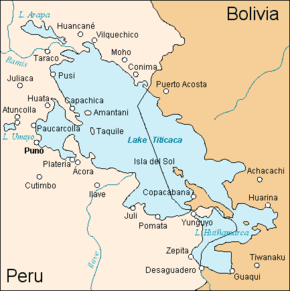 Bolivia
L. Arapa
Huancané
Vilquechico
Moho
Taraco
Ramis
Conima
Pusi
Juliaca
Puerto Acosta
Huata
Capachica
Atuncolla
Amantani
Paucarcolla
Taquile
Lake Titicaca
L. Umayo
Puno
Isla del Sol
Plateria
Acora
Achacachi
Cutimbo
Copacabana
Ilave
Huarina
Juli
Yunguyo
Pomata
L. Huiñamarca
Ilave
Zepita
Tiwanaku
Desaguadero
Guaqui
Peru